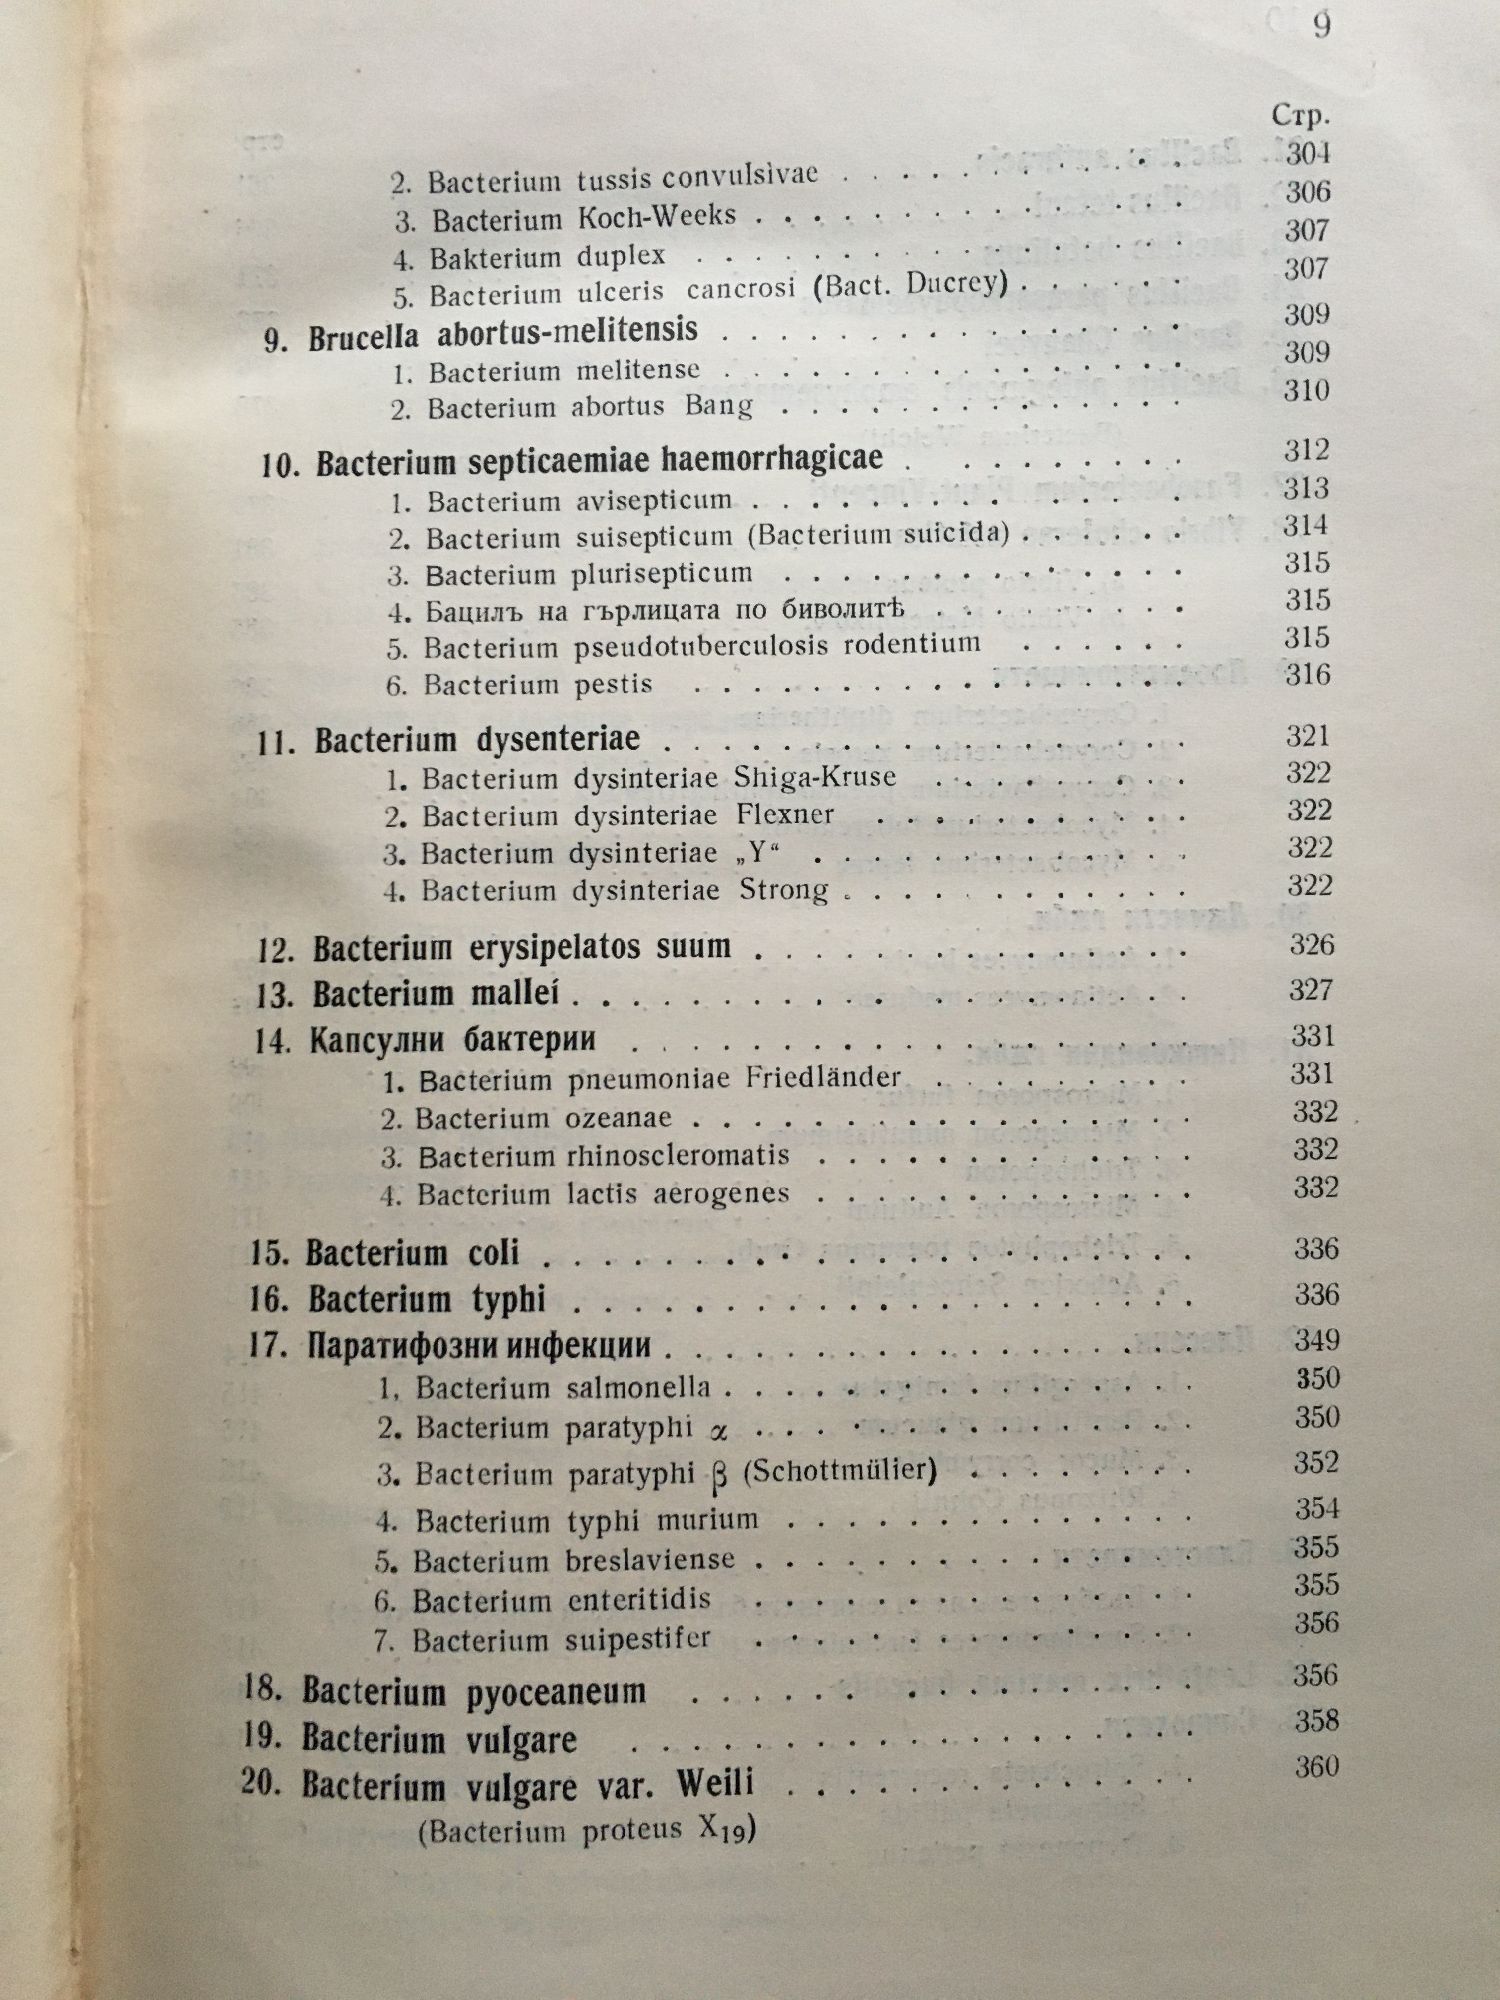 9
Стр.
2. Bacterium tussis convulsivae . . . . . . . . . . . . 304
3. Bacterium Koch-Weeks . . . . . . . . . . . . . . . 306
4. Bakterium duplex . . . . . . . . . . . . . . . . . 307
5. Bacterium ulceris cancrosi (Bact. Ducrey) . . . . . . 307
9. Brucella abortus-melitensis . . . . . . . . . . . . . . . . 309
1. Bacterium melitense . . . . . . . . . . . . . . . . 309
2. Bacterium abortus Bang . . . . . . . . . . . . . . 310
10. Bacterium septicaemiae haemorrhagicae . . . . . . . . . 312
1. Bacterium avisepticum . . . . . . . . . . . . . . . 313
2. Bacterium suisepticum (Bacterium suicida) . . . . . . 314
3. Bacterium plurisepticum . . . . . . . . . . . . . . 315
4. Бацилъ на гърлицата по биволитѣ . . . . . . . . . 315
5. Bacterium pseudotuberculosis rodentium . . . . . . 315
6. Bacterium pestis . . . . . . . . . . . . . . . . . 316
11. Bacterium dysenteriae . . . . . . . . . . . . . . . . . . 321
1. Bacterium dysinteriae Shiga-Kruse . . . . . . . . . 322
2. Bacterium dysinteriae Flexner . . . . . . . . . . . 322
3. Bacterium dysinteriae „Y“ . . . . . . . . . . . . . 322
4. Bacterium dysinteriae Strong . . . . . . . . . . . . 322
12. Bacterium erysipelatos suum . . . . . . . . . . . . . . . 326
13. Bacterium mallei . . . . . . . . . . . . . . . . . . . . 327
14. Капсулни бактерии . . . . . . . . . . . . . . . . . . . 331
1. Bacterium pneumoniae Friedländer . . . . . . . . . 331
2. Bacterium ozeanae . . . . . . . . . . . . . . . . . 332
3. Bacterium rhinoscleromatis . . . . . . . . . . . . . 332
4. Bacterium lactis aerogenes . . . . . . . . . . . . . 332
15. Bacterium coli . . . . . . . . . . . . . . . . . . . . . . 336
16. Bacterium typhi . . . . . . . . . . . . . . . . . . . . . 336
17. Паратифозни инфекции . . . . . . . . . . . . . . . . . . 349
1. Bacterium salmonella . . . . . . . . . . . . . . . . 350
2. Bacterium paratyphi α . . . . . . . . . . . . . . . 350
3. Bacterium paratyphi β (Schottmülier) . . . . . . . . 352
4. Bacterium typhi murium . . . . . . . . . . . . . . 354
5. Bacterium breslaviense . . . . . . . . . . . . . . . 355
6. Bacterium enteritidis . . . . . . . . . . . . . . . 355
7. Bacterium suipestifer . . . . . . . . . . . . . . . 356
18. Bacterium pyoceaneum . . . . . . . . . . . . . . . . 356
19. Bacterium vulgare . . . . . . . . . . . . . . . . . . . 358
20. Bacterium vulgare var. Weili . . . . . . . . . . . . . . 360
(Bacterium proteus X₁₉)